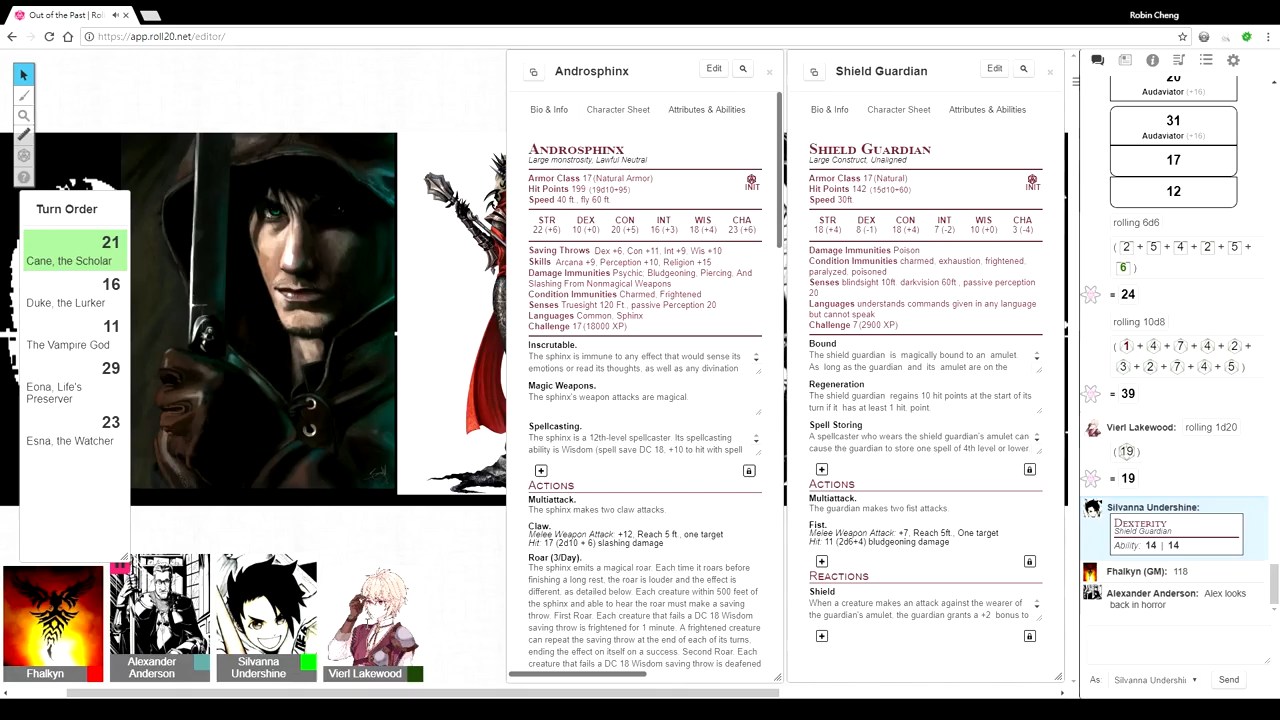 Out of the Past | Rol
Robin Cheng
https://app.roll20.net/editor/
Turn Order
21
Cane, the Scholar
16
Duke, the Lurker
11
The Vampire God
29
Eona, Life's
Preserver
23
Esna, the Watcher
Fhalkyn
Alexander
Anderson
Silvanna
Undershine
Vierl Lakewood
Androsphinx
Edit
Bio & Info
Character Sheet
Attributes & Abilities
Androsphinx
Large monstrosity, Lawful Neutral
Armor Class 17 (Natural Armor)
Hit Points 199 (19d10+95)
Speed 40 ft., fly 60 ft.
INIT
STR DEX CON INT WIS CHA
22 (+6) 10 (+0) 20 (+5) 16 (+3) 18 (+4) 23 (+6)
Saving Throws Dex +6, Con +11, Int +9, Wis +10
Skills Arcana +9, Perception +10, Religion +15
Damage Immunities Psychic; Bludgeoning, Piercing, And
Slashing From Nonmagical Weapons
Condition Immunities Charmed, Frightened
Senses Truesight 120 Ft., passive Perception 20
Languages Common, Sphinx
Challenge 17 (18000 XP)
Inscrutable.
The sphinx is immune to any effect that would sense its
emotions or read its thoughts, as well as any divination
Magic Weapons.
The sphinx's weapon attacks are magical.
Spellcasting.
The sphinx is a 12th-level spellcaster. Its spellcasting
ability is Wisdom (spell save DC 18, +10 to hit with spell
Actions
Multiattack.
The sphinx makes two claw attacks.
Claw.
Melee Weapon Attack: +12, Reach 5 ft., one target
Hit: 17 (2d10 + 6) slashing damage
Roar (3/Day).
The sphinx emits a magical roar. Each time it roars before
finishing a long rest, the roar is louder and the effect is
different, as detailed below. Each creature within 500 feet of
the sphinx and able to hear the roar must make a saving
throw. First Roar. Each creature that fails a DC 18 Wisdom
saving throw is frightened for 1 minute. A frightened creature
can repeat the saving throw at the end of each of its turns,
ending the effect on itself on a success. Second Roar. Each
creature that fails a DC 18 Wisdom saving throw is deafened
Shield Guardian
Edit
Bio & Info
Character Sheet
Attributes & Abilities
Shield Guardian
Large Construct, Unaligned
Armor Class 17 (Natural)
Hit Points 142 (15d10+60)
Speed 30ft
INIT
STR DEX CON INT WIS CHA
18 (+4) 8 (-1) 18 (+4) 7 (-2) 10 (+0) 3 (-4)
Damage Immunities Poison
Condition Immunities charmed, exhaustion, frightened,
paralyzed, poisoned
Senses blindsight 10ft. darkvision 60ft., passive perception
20
Languages understands commands given in any language
but cannot speak
Challenge 7 (2900 XP)
Bound
The shield guardian is magically bound to an amulet
As long as the guardian and its amulet are on the
Regeneration
The shield guardian regains 10 hit points at the start of its
turn if it has at least 1 hit. point.
Spell Storing
A spellcaster who wears the shield guardian's amulet can
cause the guardian to store one spell of 4th level or lower
Actions
Multiattack.
The guardian makes two fist attacks.
Fist.
Melee Weapon Attack: +7, Reach 5ft., One target
Hit: 11 (2d6+4) bludgeoning damage
Reactions
Shield
When a creature makes an attack against the wearer of
the guardian's amulet, the guardian grants a +2 bonus to
20
Audaviator (+16)
31
Audaviator (+16)
17
12
rolling 6d6
( 2 + 5 + 4 + 2 + 5 +
6 )
= 24
rolling 10d8
( 1 + 4 + 7 + 4 + 2 +
3 + 2 + 7 + 4 + 5 )
= 39
Vierl Lakewood: rolling 1d20
( 19 )
= 19
Silvanna Undershine:
Dexterity
Shield Guardian
Ability: 14 | 14
Fhalkyn (GM): 118
Alexander Anderson: Alex looks
back in horror
As: Silvanna Undershi
Send